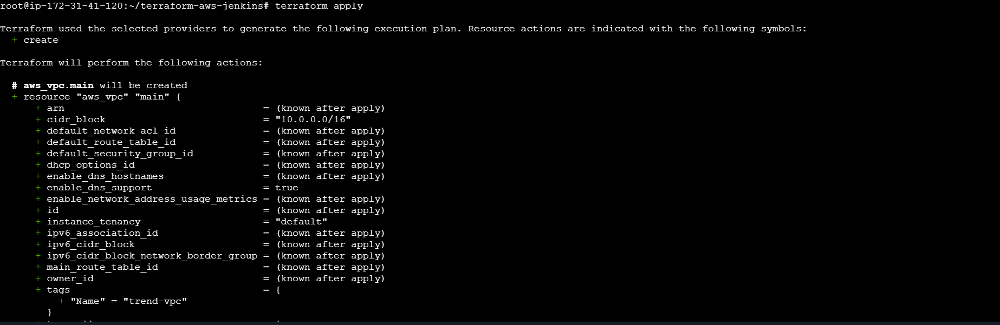 root@ip-172-31-41-120:~/terraform-aws-jenkins# terraform apply
Terraform used the selected providers to generate the following execution plan. Resource actions are indicated with the following symbols:
+ create
Terraform will perform the following actions:
# aws_vpc.main will be created
+ resource "aws_vpc" "main" {
+ arn = (known after apply)
+ cidr_block = "10.0.0.0/16"
+ default_network_acl_id = (known after apply)
+ default_route_table_id = (known after apply)
+ default_security_group_id = (known after apply)
+ dhcp_options_id = (known after apply)
+ enable_dns_hostnames = (known after apply)
+ enable_dns_support = true
+ enable_network_address_usage_metrics = (known after apply)
+ id = (known after apply)
+ instance_tenancy = "default"
+ ipv6_association_id = (known after apply)
+ ipv6_cidr_block = (known after apply)
+ ipv6_cidr_block_network_border_group = (known after apply)
+ main_route_table_id = (known after apply)
+ owner_id = (known after apply)
+ tags = {
+ "Name" = "trend-vpc"
}